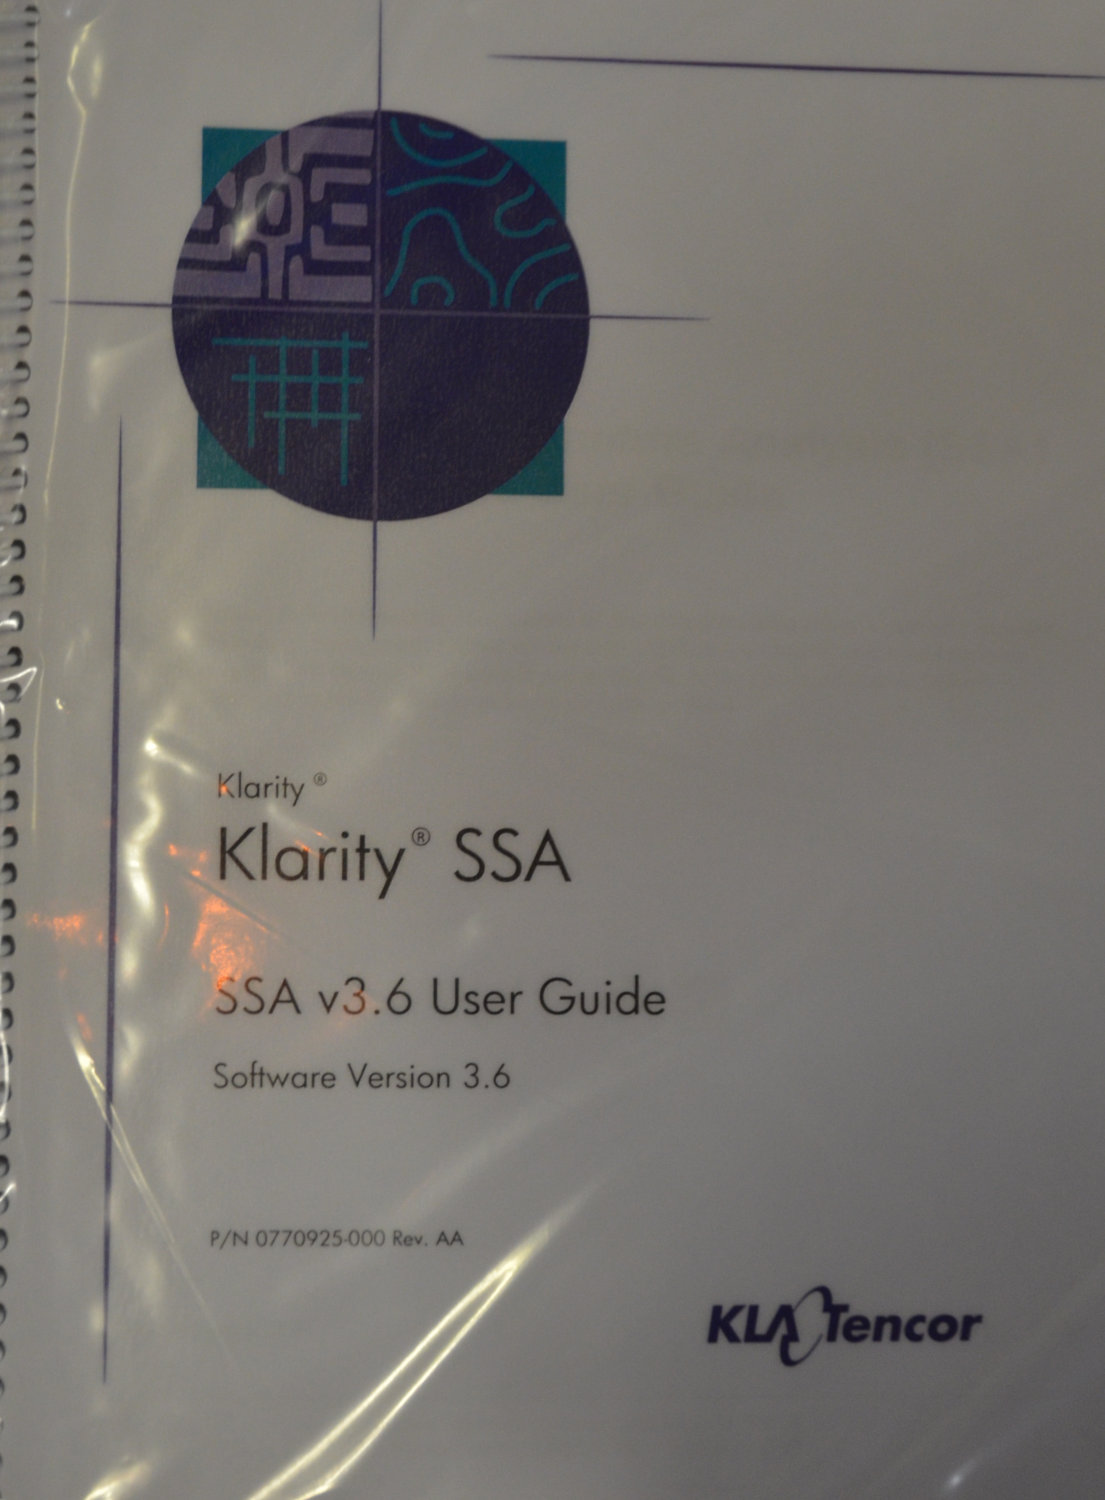 Klarity ®
Klarity® SSA
SSA v3.6 User Guide
Software Version 3.6
P/N 0770925-000 Rev. AA
KLA Tencor